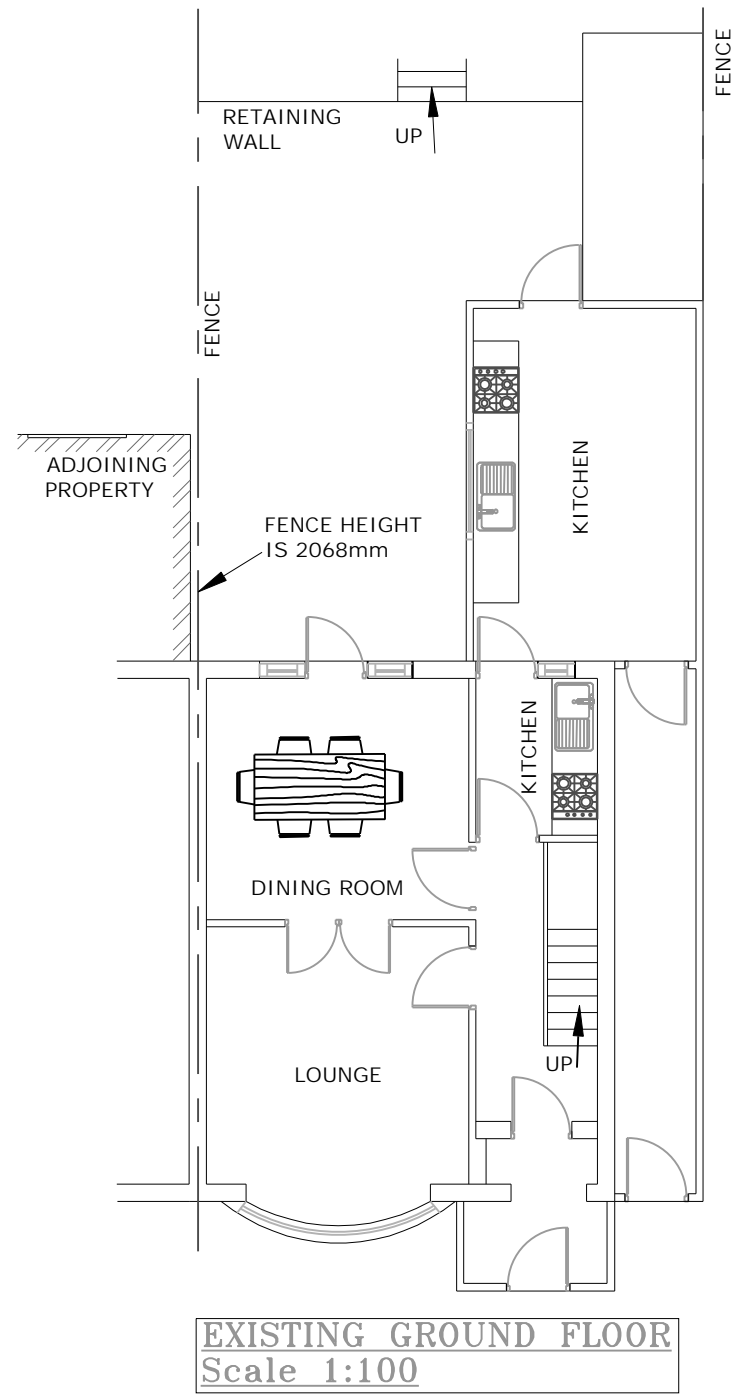 FENCE
RETAINING
WALL
UP
FENCE
KITCHEN
ADJOINING
PROPERTY
FENCE HEIGHT
IS 2068mm
KITCHEN
DINING ROOM
LOUNGE
UP
EXISTING GROUND FLOOR
Scale 1:100